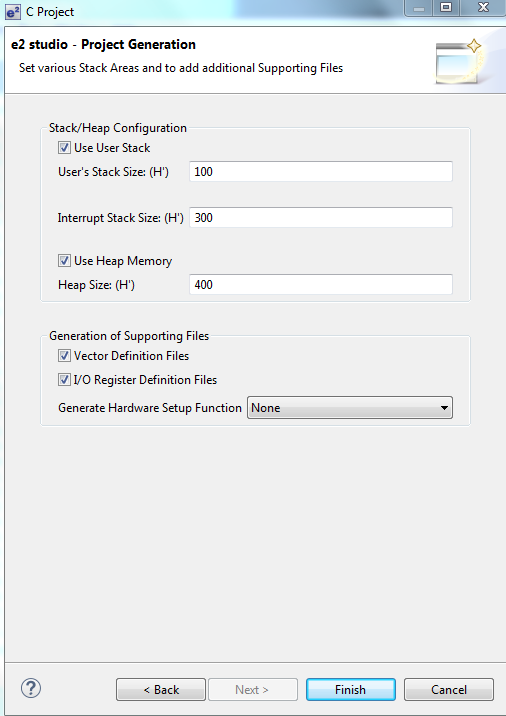 e² C Project
e2 studio - Project Generation
Set various Stack Areas and to add additional Supporting Files
Stack/Heap Configuration
Use User Stack
User's Stack Size: (H') 100
Interrupt Stack Size: (H') 300
Use Heap Memory
Heap Size: (H') 400
Generation of Supporting Files
Vector Definition Files
I/O Register Definition Files
Generate Hardware Setup Function None
? < Back Next > Finish Cancel